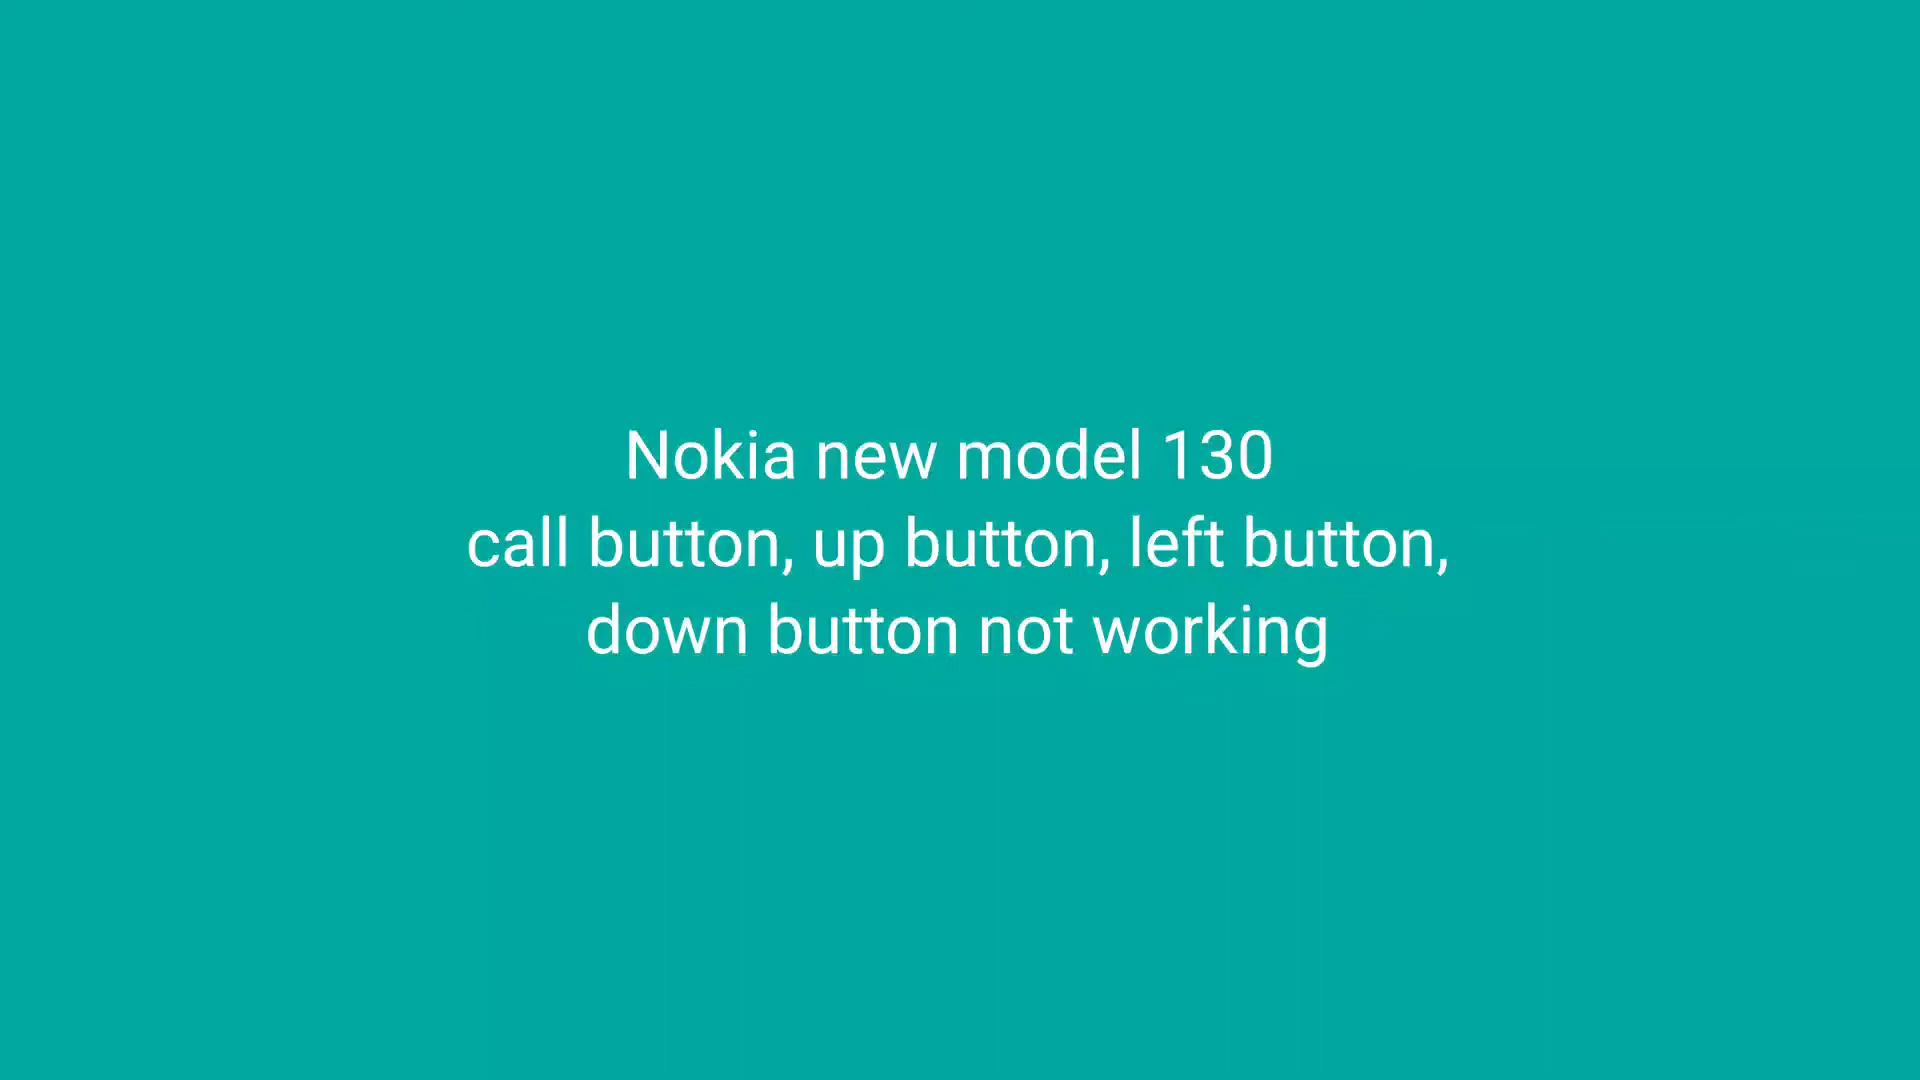 Nokia new model 130
call button, up button, left button,
down button not working